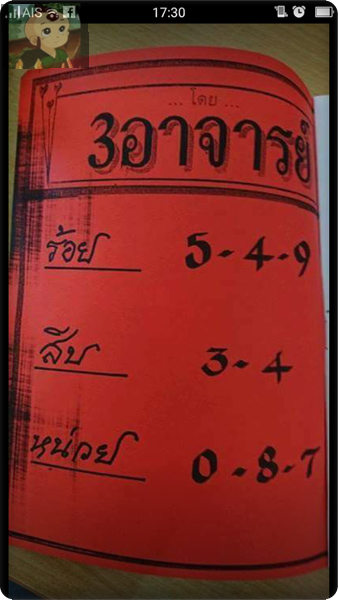 AIS 17:30
... โดย ...
3อาจารย์
ร้อย 5-4-9
สิบ 3-4
หน่วย 0-8-7